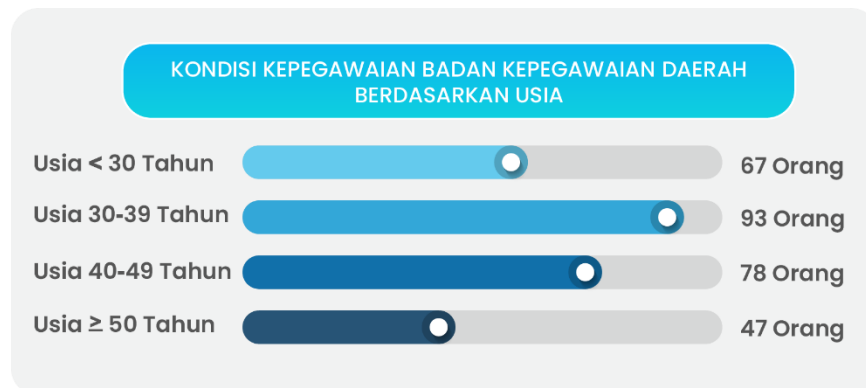 KONDISI KEPEGAWAIAN BADAN KEPEGAWAIAN DAERAH
BERDASARKAN USIA
Usia < 30 Tahun 67 Orang
Usia 30-39 Tahun 93 Orang
Usia 40-49 Tahun 78 Orang
Usia ≥ 50 Tahun 47 Orang